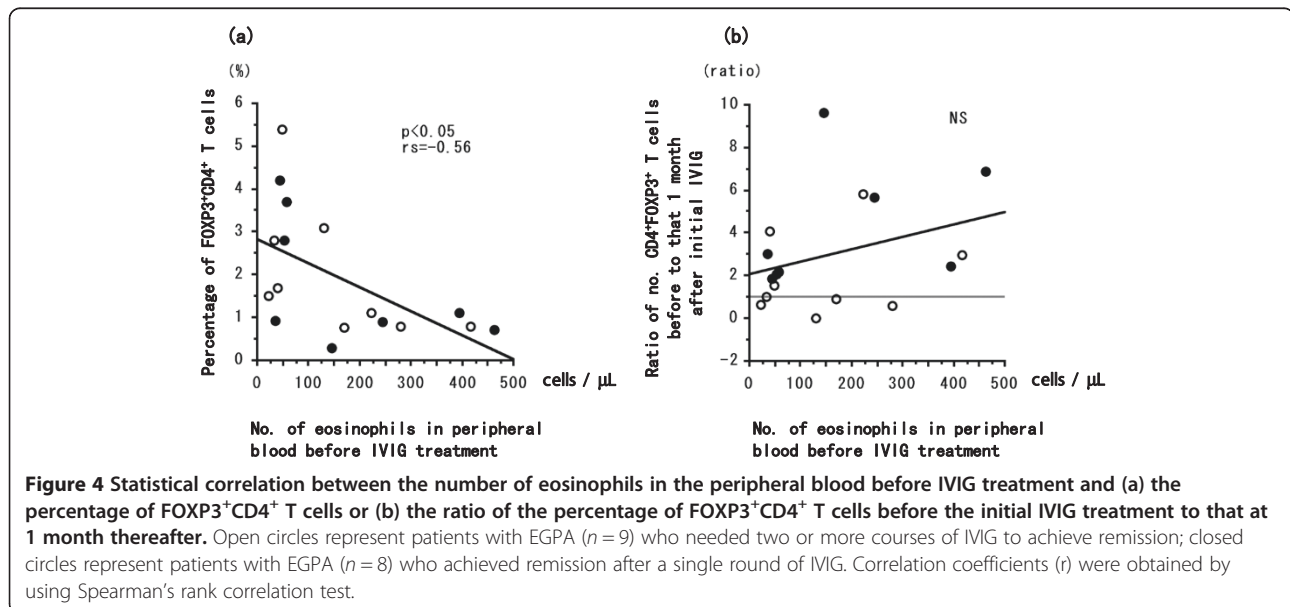 (a)
(%)
Percentage of FOXP3+CD4+ T cells
6
5
4
3
2
1
0
p<0.05
rs=-0.56
0 100 200 300 400 500 cells / μL
No. of eosinophils in peripheral
blood before IVIG treatment
(b)
(ratio)
Ratio of no. CD4⁺FOXP3⁺ T cells
before to that 1 month
after initial IVIG
10
8
6
4
2
0
-2
NS
0 100 200 300 400 500 cells / μL
No. of eosinophils in peripheral
blood before IVIG treatment
Figure 4 Statistical correlation between the number of eosinophils in the peripheral blood before IVIG treatment and (a) the
percentage of FOXP3⁺CD4⁺ T cells or (b) the ratio of the percentage of FOXP3⁺CD4⁺ T cells before the initial IVIG treatment to that at
1 month thereafter. Open circles represent patients with EGPA (n = 9) who needed two or more courses of IVIG to achieve remission; closed
circles represent patients with EGPA (n = 8) who achieved remission after a single round of IVIG. Correlation coefficients (r) were obtained by
using Spearman's rank correlation test.